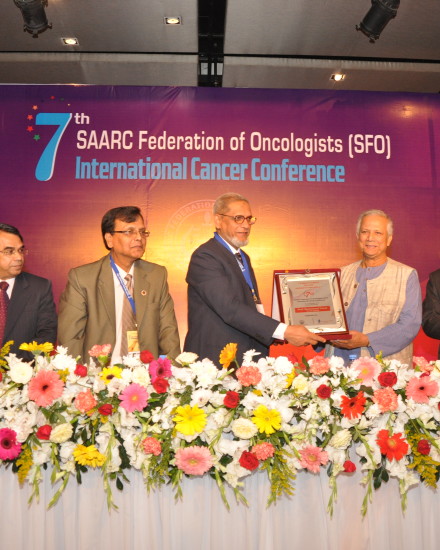 7th
SAARC Federation of Oncologists (SFO)
International Cancer Conference